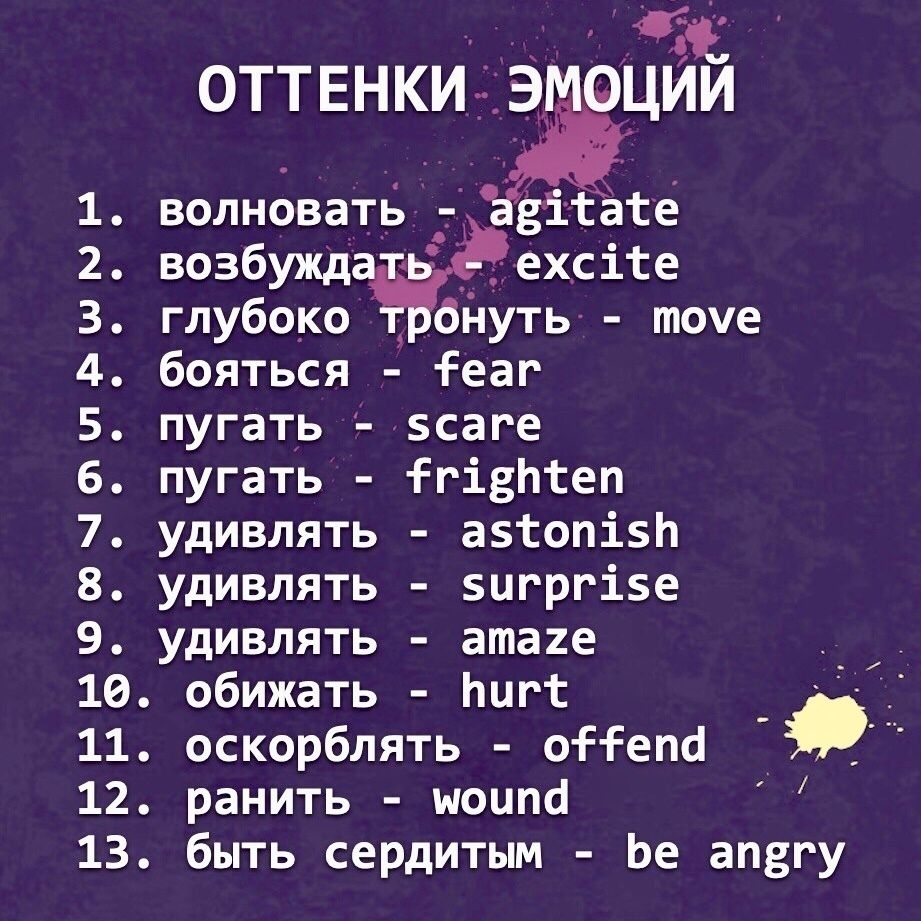 ОТТЕНКИ ЭМОЦИЙ
1. волновать - agitate
2. возбуждать - excite
3. глубоко тронуть - move
4. бояться - fear
5. пугать - scare
6. пугать - frighten
7. удивлять - astonish
8. удивлять - surprise
9. удивлять - amaze
10. обижать - hurt
11. оскорблять - offend
12. ранить - wound
13. быть сердитым - be angry